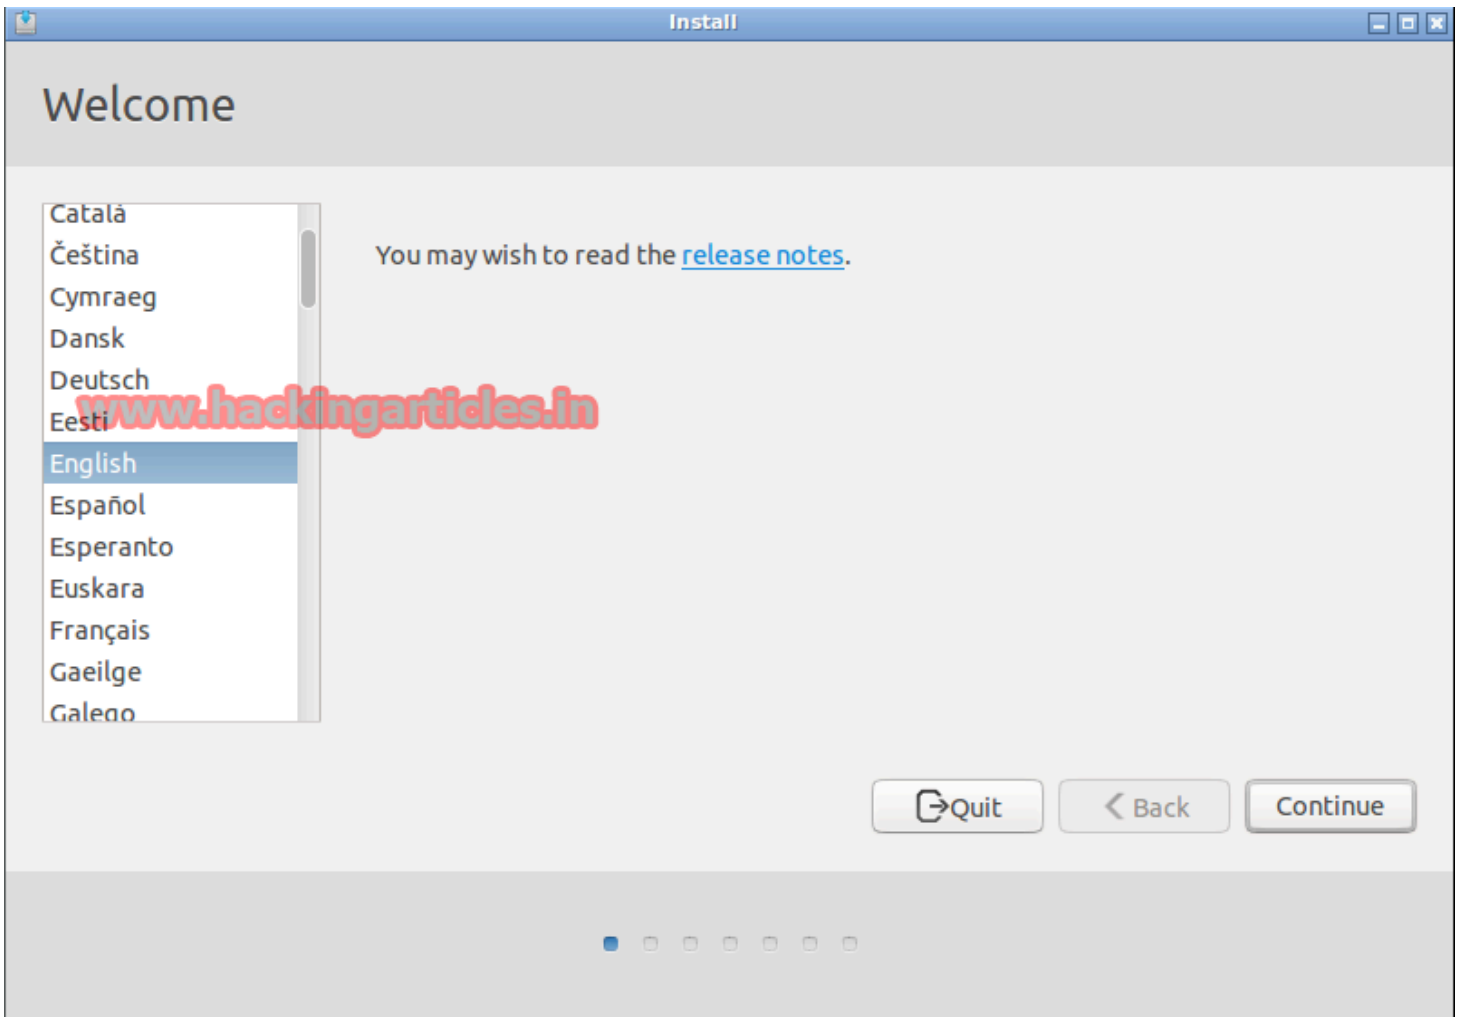 Install
Welcome
Català
Čeština
You may wish to read the release notes.
Cymraeg
Dansk
Deutsch
www.hackingarticles.in
Eesti
English
Español
Esperanto
Euskara
Français
Gaeilge
Galego
Quit
Back
Continue